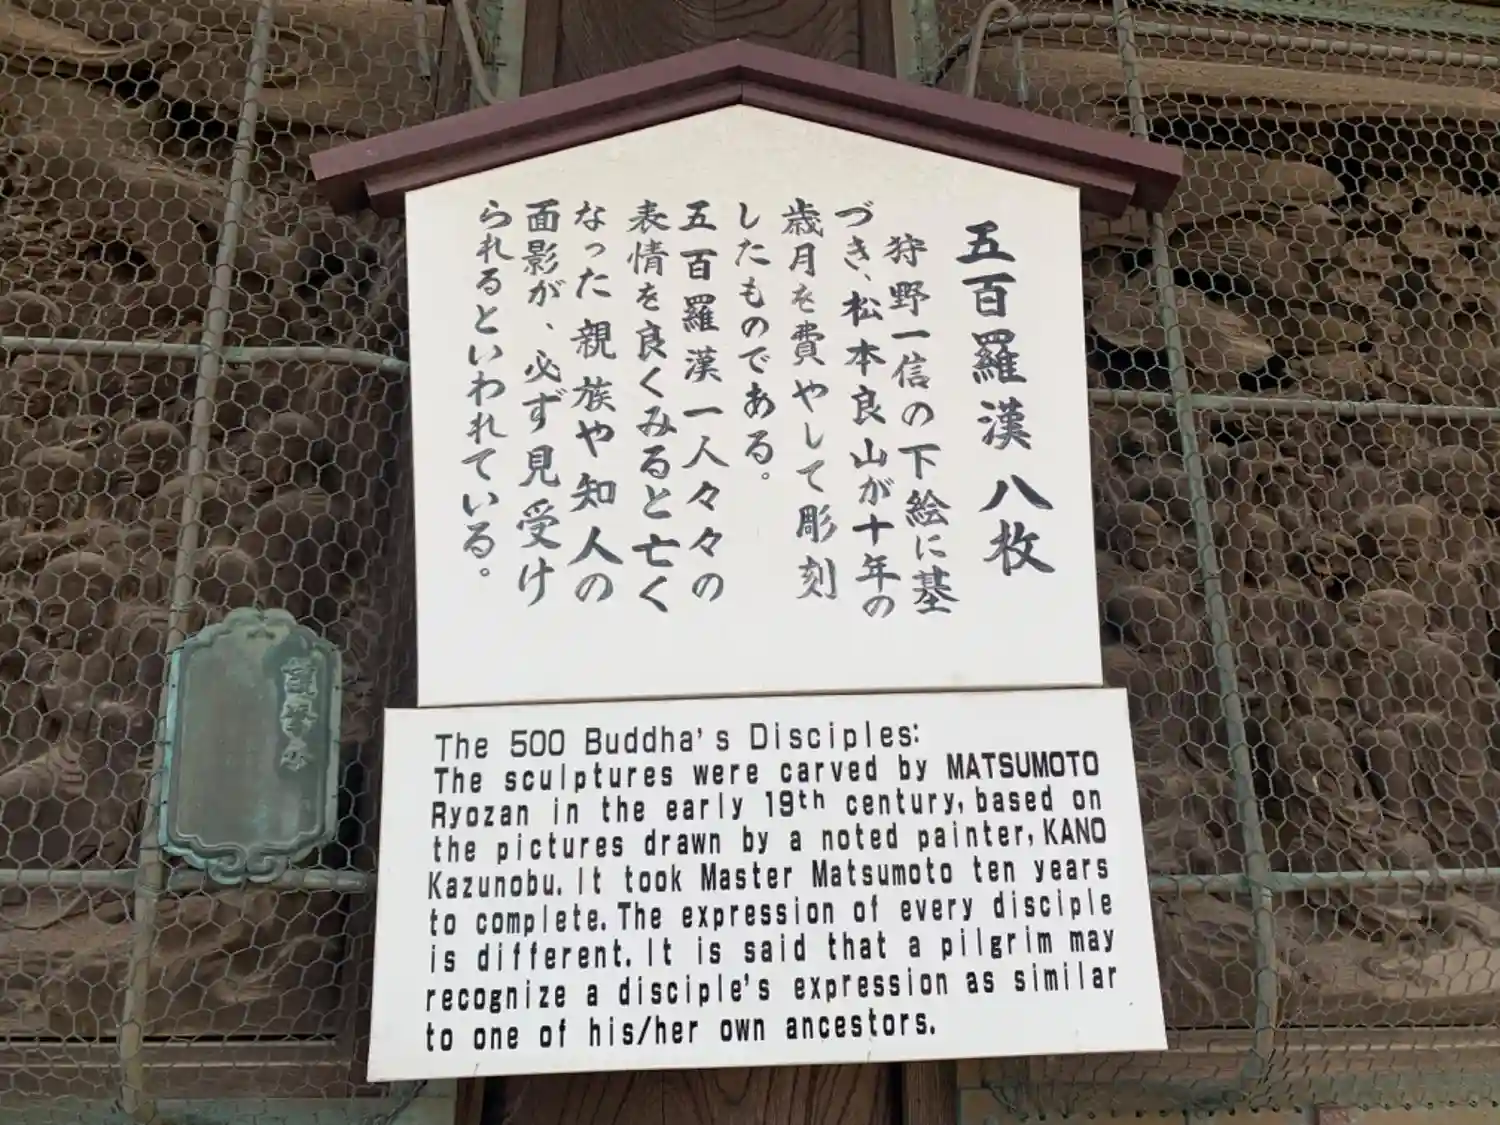 五百羅漢 八枚
狩野一信の下絵に基
づき、松本良山が十年の
歳月を費やして彫刻
したものである。
五百羅漢一人々々の
表情を良くみると亡く
なった親族や知人の
面影が、必ず見受け
られるといわれている。
The 500 Buddha's Disciples:
The sculptures were carved by MATSUMOTO
Ryozan in the early 19th century, based on
the pictures drawn by a noted painter, KANO
Kazunobu. It took Master Matsumoto ten years
to complete. The expression of every disciple
is different. It is said that a pilgrim may
recognize a disciple's expression as similar
to one of his/her own ancestors.